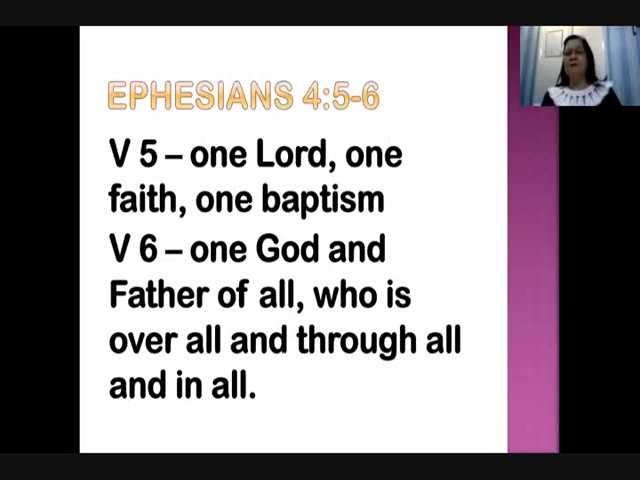 EPHESIANS 4:5-6
V 5 – one Lord, one
faith, one baptism
V 6 – one God and
Father of all, who is
over all and through all
and in all.